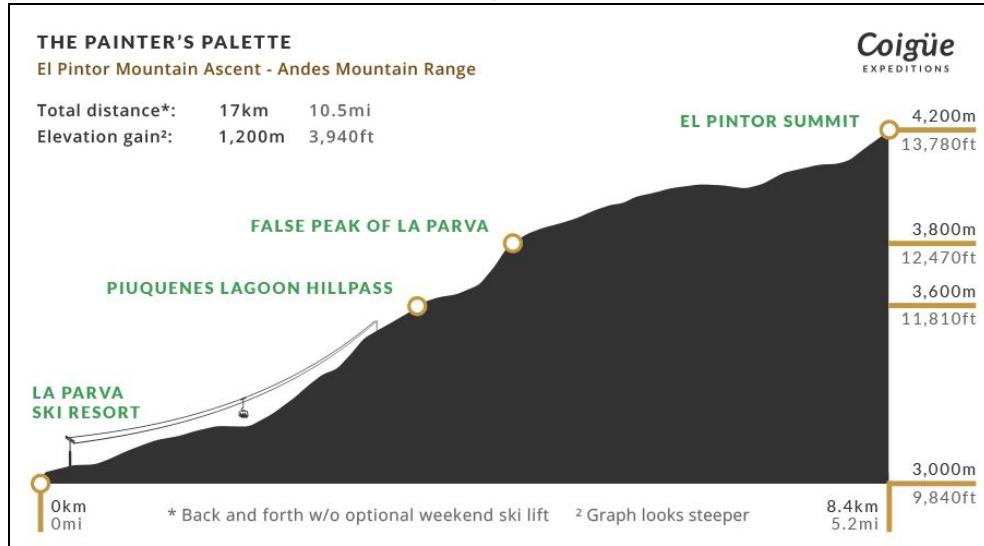 THE PAINTER'S PALETTE
El Pintor Mountain Ascent - Andes Mountain Range
Coigüe
EXPEDITIONS
Total distance*: 17km 10.5mi
Elevation gain²: 1,200m 3,940ft
EL PINTOR SUMMIT
4,200m
13,780ft
FALSE PEAK OF LA PARVA
3,800m
12,470ft
PIUQUENES LAGOON HILLPASS
3,600m
11,810ft
LA PARVA
SKI RESORT
3,000m
9,840ft
0km
0mi
* Back and forth w/o optional weekend ski lift
² Graph looks steeper
8.4km
5.2mi